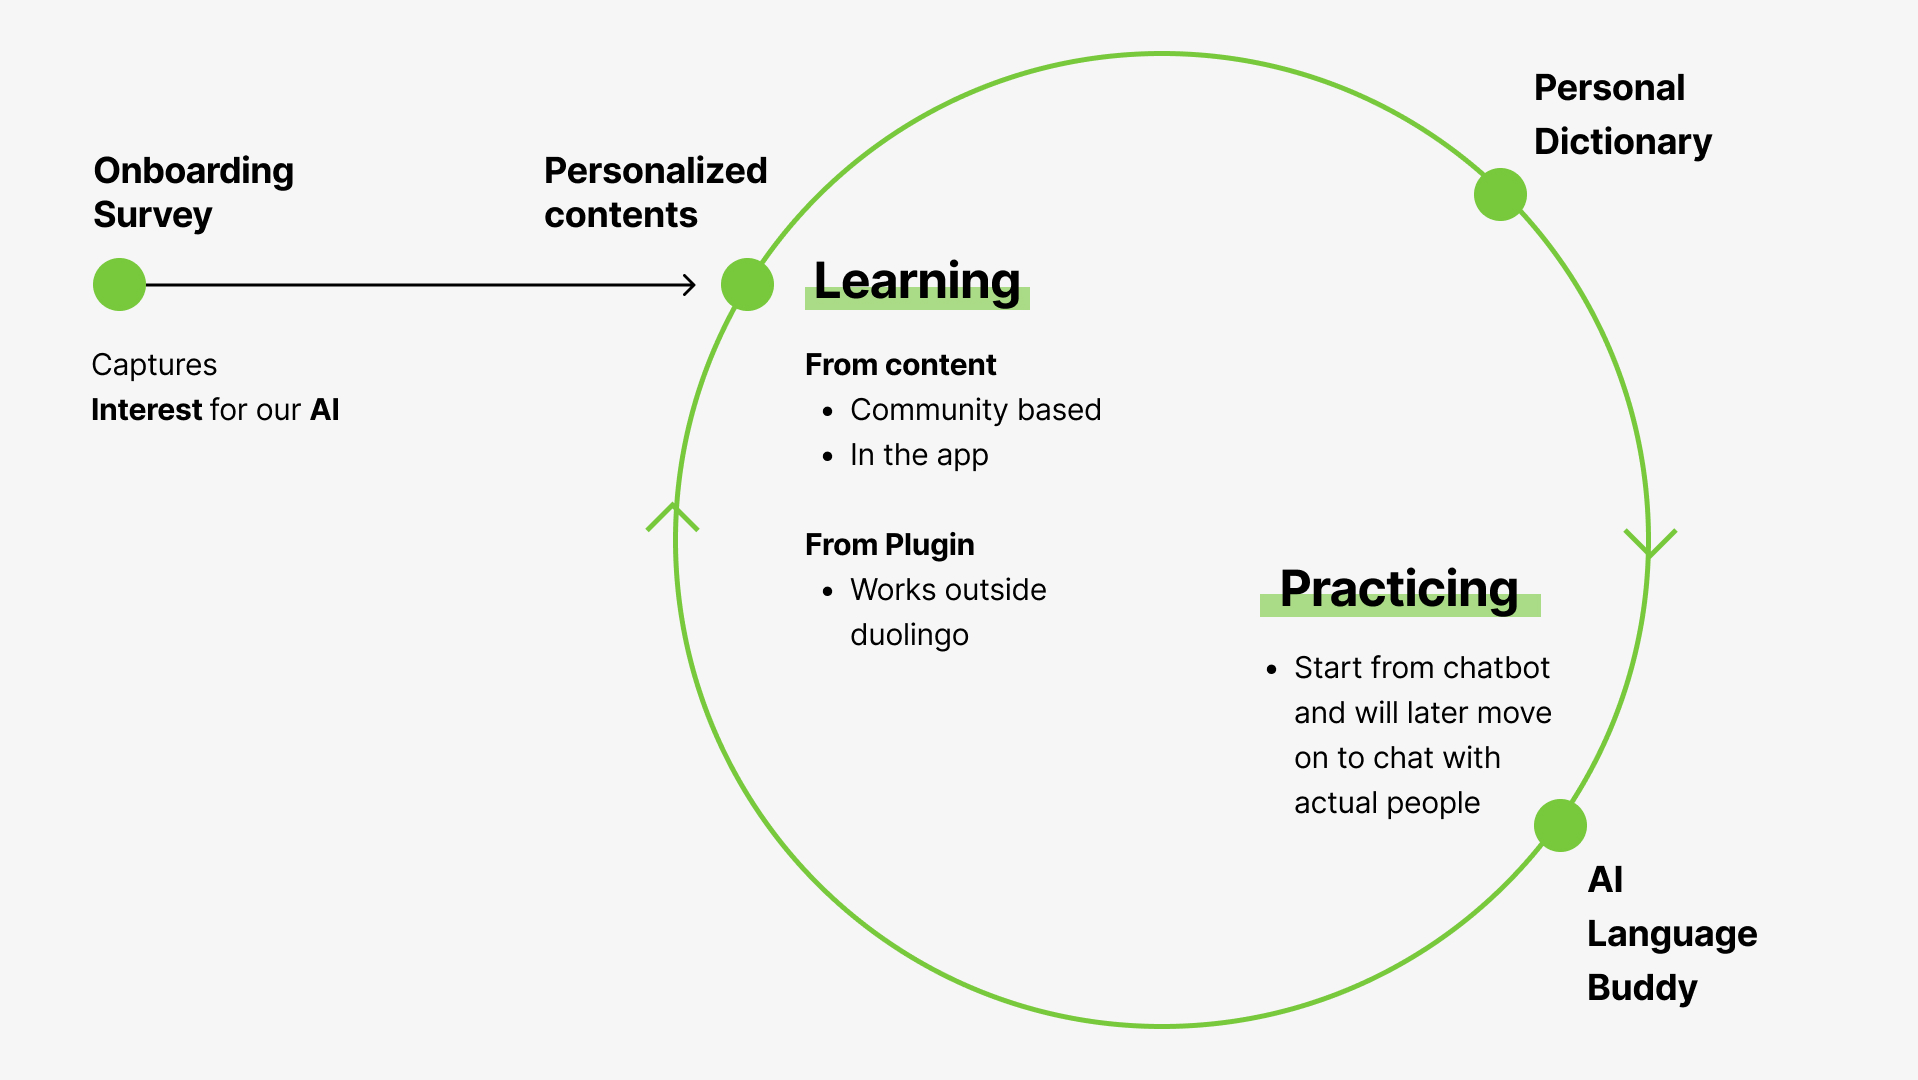 Onboarding
Survey
Captures
Interest for our AI
Personalized
contents
Learning
From content
• Community based
• In the app
From Plugin
• Works outside
duolingo
Personal
Dictionary
Practicing
• Start from chatbot
and will later move
on to chat with
actual people
AI
Language
Buddy